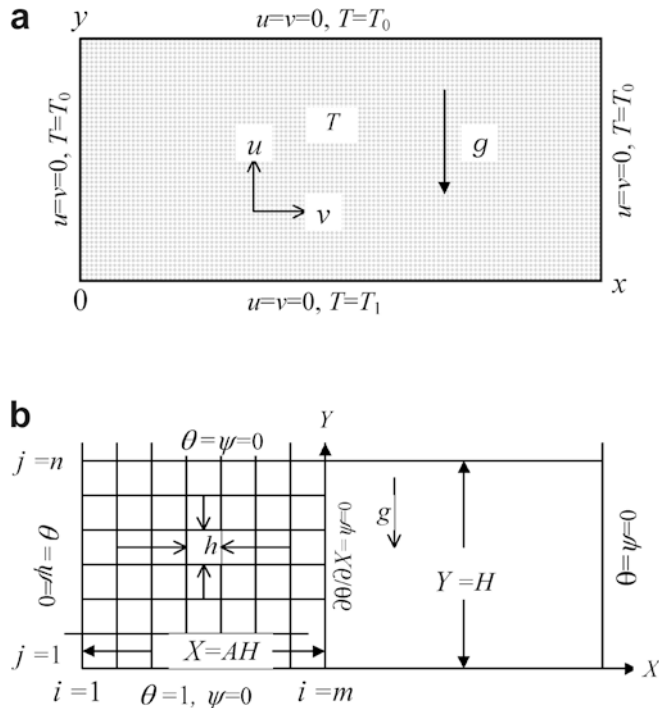 a
y
u=v=0, T=T₀
u=v=0, T=T₀
T
u
g
u=v=0, T=T₀
v
0
x
u=v=0, T=T₁
b
Y
j =n
θ = ψ=0
g
θ = ψ=0
h
∂θ/∂X = ψ=0
Y =H
θ = ψ=0
j =1
X=AH
X
i =1
θ =1, ψ=0
i =m